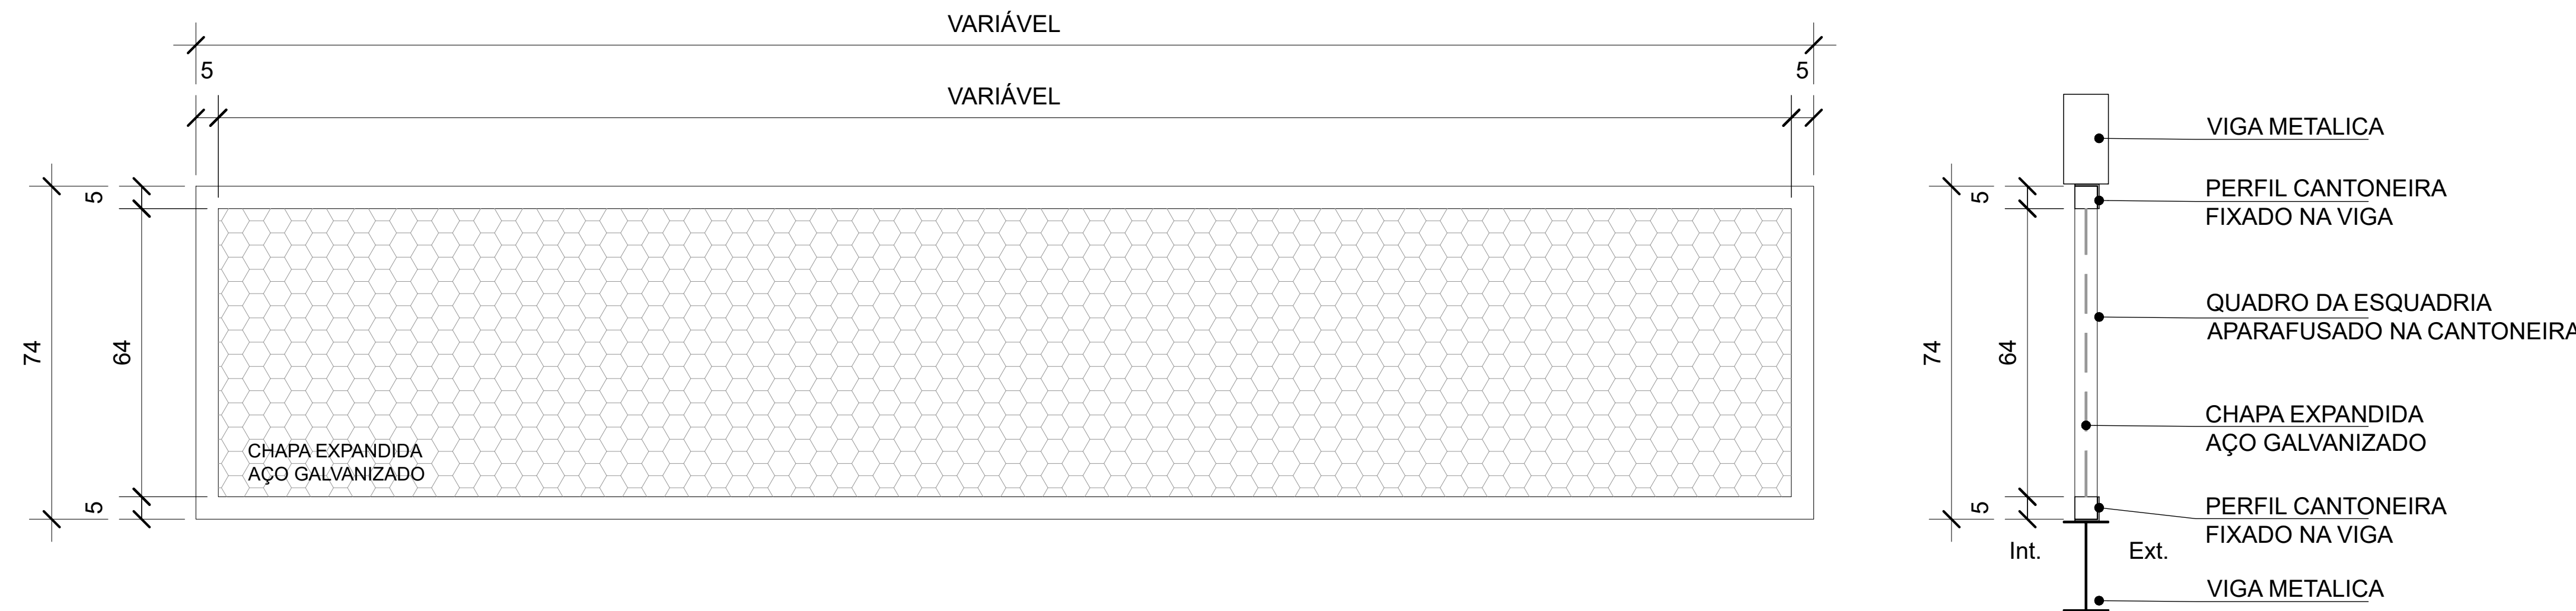 VARIÁVEL
5
5
VARIÁVEL
5
74
64
5
CHAPA EXPANDIDA
AÇO GALVANIZADO
VIGA METALICA
5
PERFIL CANTONEIRA
FIXADO NA VIGA
74
64
QUADRO DA ESQUADRIA
APARAFUSADO NA CANTONEIRA
CHAPA EXPANDIDA
AÇO GALVANIZADO
5
PERFIL CANTONEIRA
FIXADO NA VIGA
Int.
Ext.
VIGA METALICA